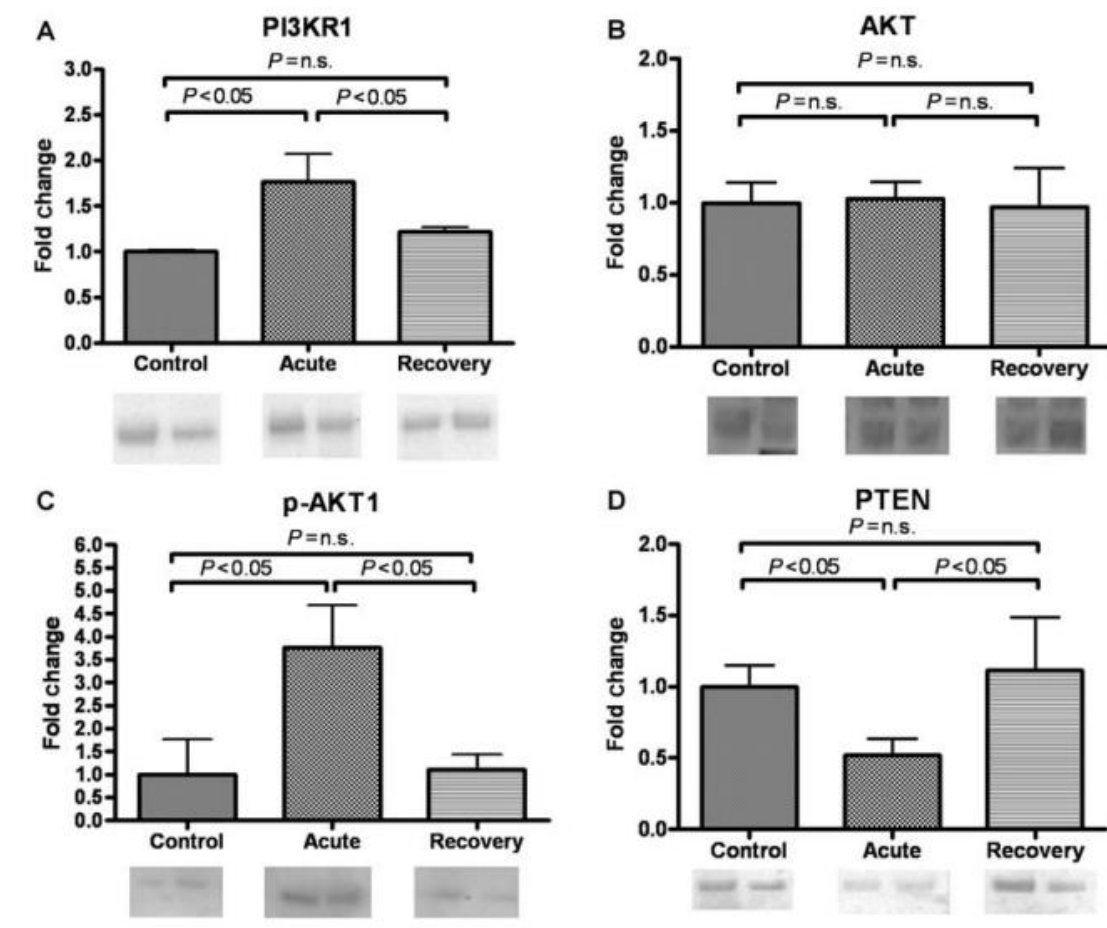 A
PI3KR1
P=n.s.
P<0.05 P<0.05
3.0
2.5
2.0
1.5
1.0
0.5
0.0
Fold change
Control Acute Recovery
B
AKT
P=n.s.
P=n.s. P=n.s.
2.0
1.5
1.0
0.5
0.0
Fold change
Control Acute Recovery
C
p-AKT1
P=n.s.
P<0.05 P<0.05
6.0
5.5
5.0
4.5
4.0
3.5
3.0
2.5
2.0
1.5
1.0
0.5
0.0
Fold change
Control Acute Recovery
D
PTEN
P=n.s.
P<0.05 P<0.05
2.0
1.5
1.0
0.5
0.0
Fold change
Control Acute Recovery